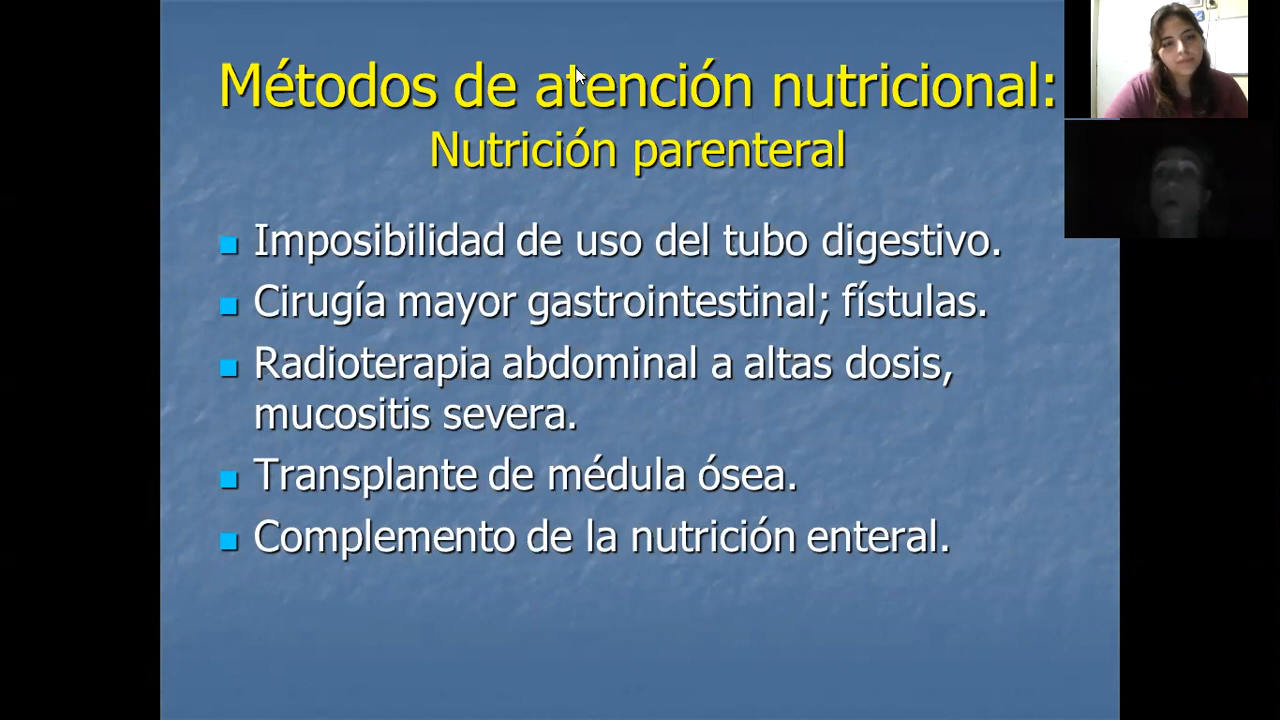 Métodos de atención nutricional:
Nutrición parenteral
Imposibilidad de uso del tubo digestivo.
Cirugía mayor gastrointestinal; fístulas.
Radioterapia abdominal a altas dosis,
mucositis severa.
Transplante de médula ósea.
Complemento de la nutrición enteral.